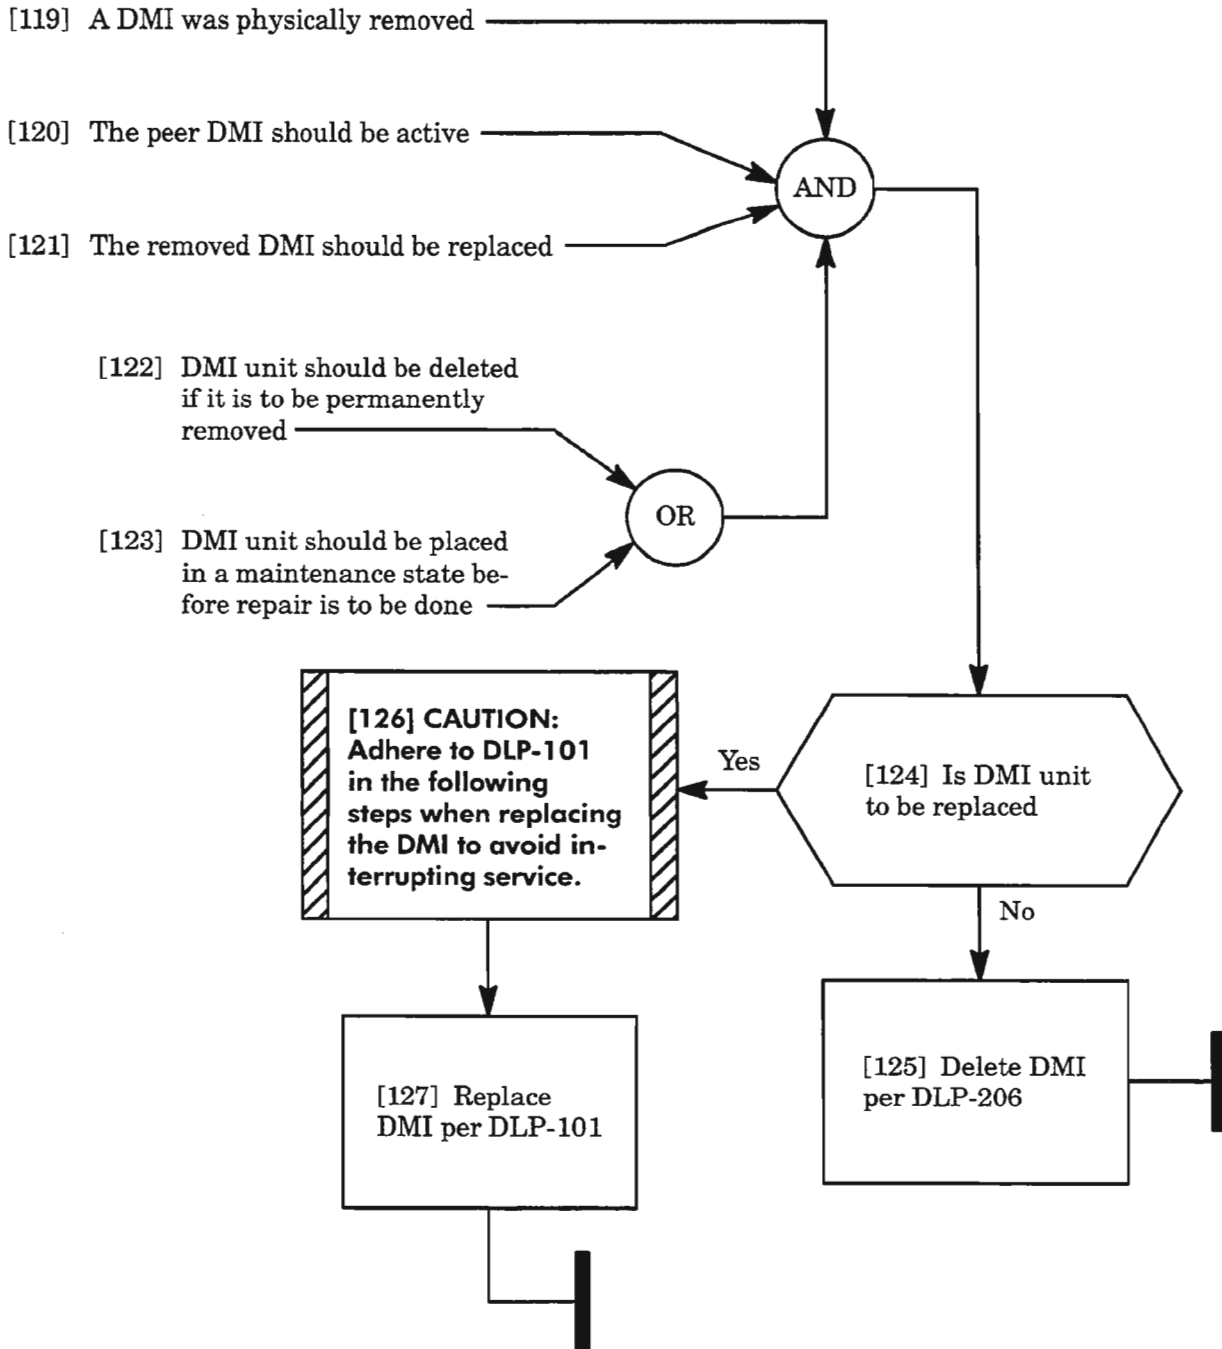 [119] A DMI was physically removed
[120] The peer DMI should be active
AND
[121] The removed DMI should be replaced
[122] DMI unit should be deleted
if it is to be permanently
removed
OR
[123] DMI unit should be placed
in a maintenance state be-
fore repair is to be done
[126] CAUTION:
Adhere to DLP-101
in the following
steps when replacing
the DMI to avoid in-
terrupting service.
Yes
[124] Is DMI unit
to be replaced
No
[127] Replace
DMI per DLP-101
[125] Delete DMI
per DLP-206